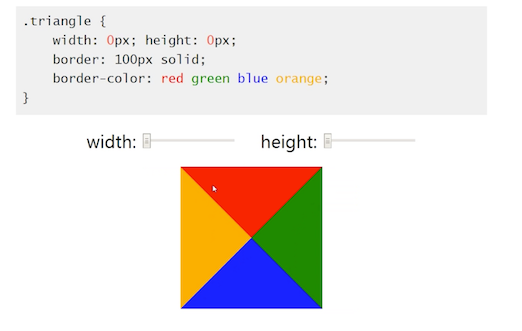 .triangle {
    width: 0px; height: 0px;
    border: 100px solid;
    border-color: red green blue orange;
}
width: height: